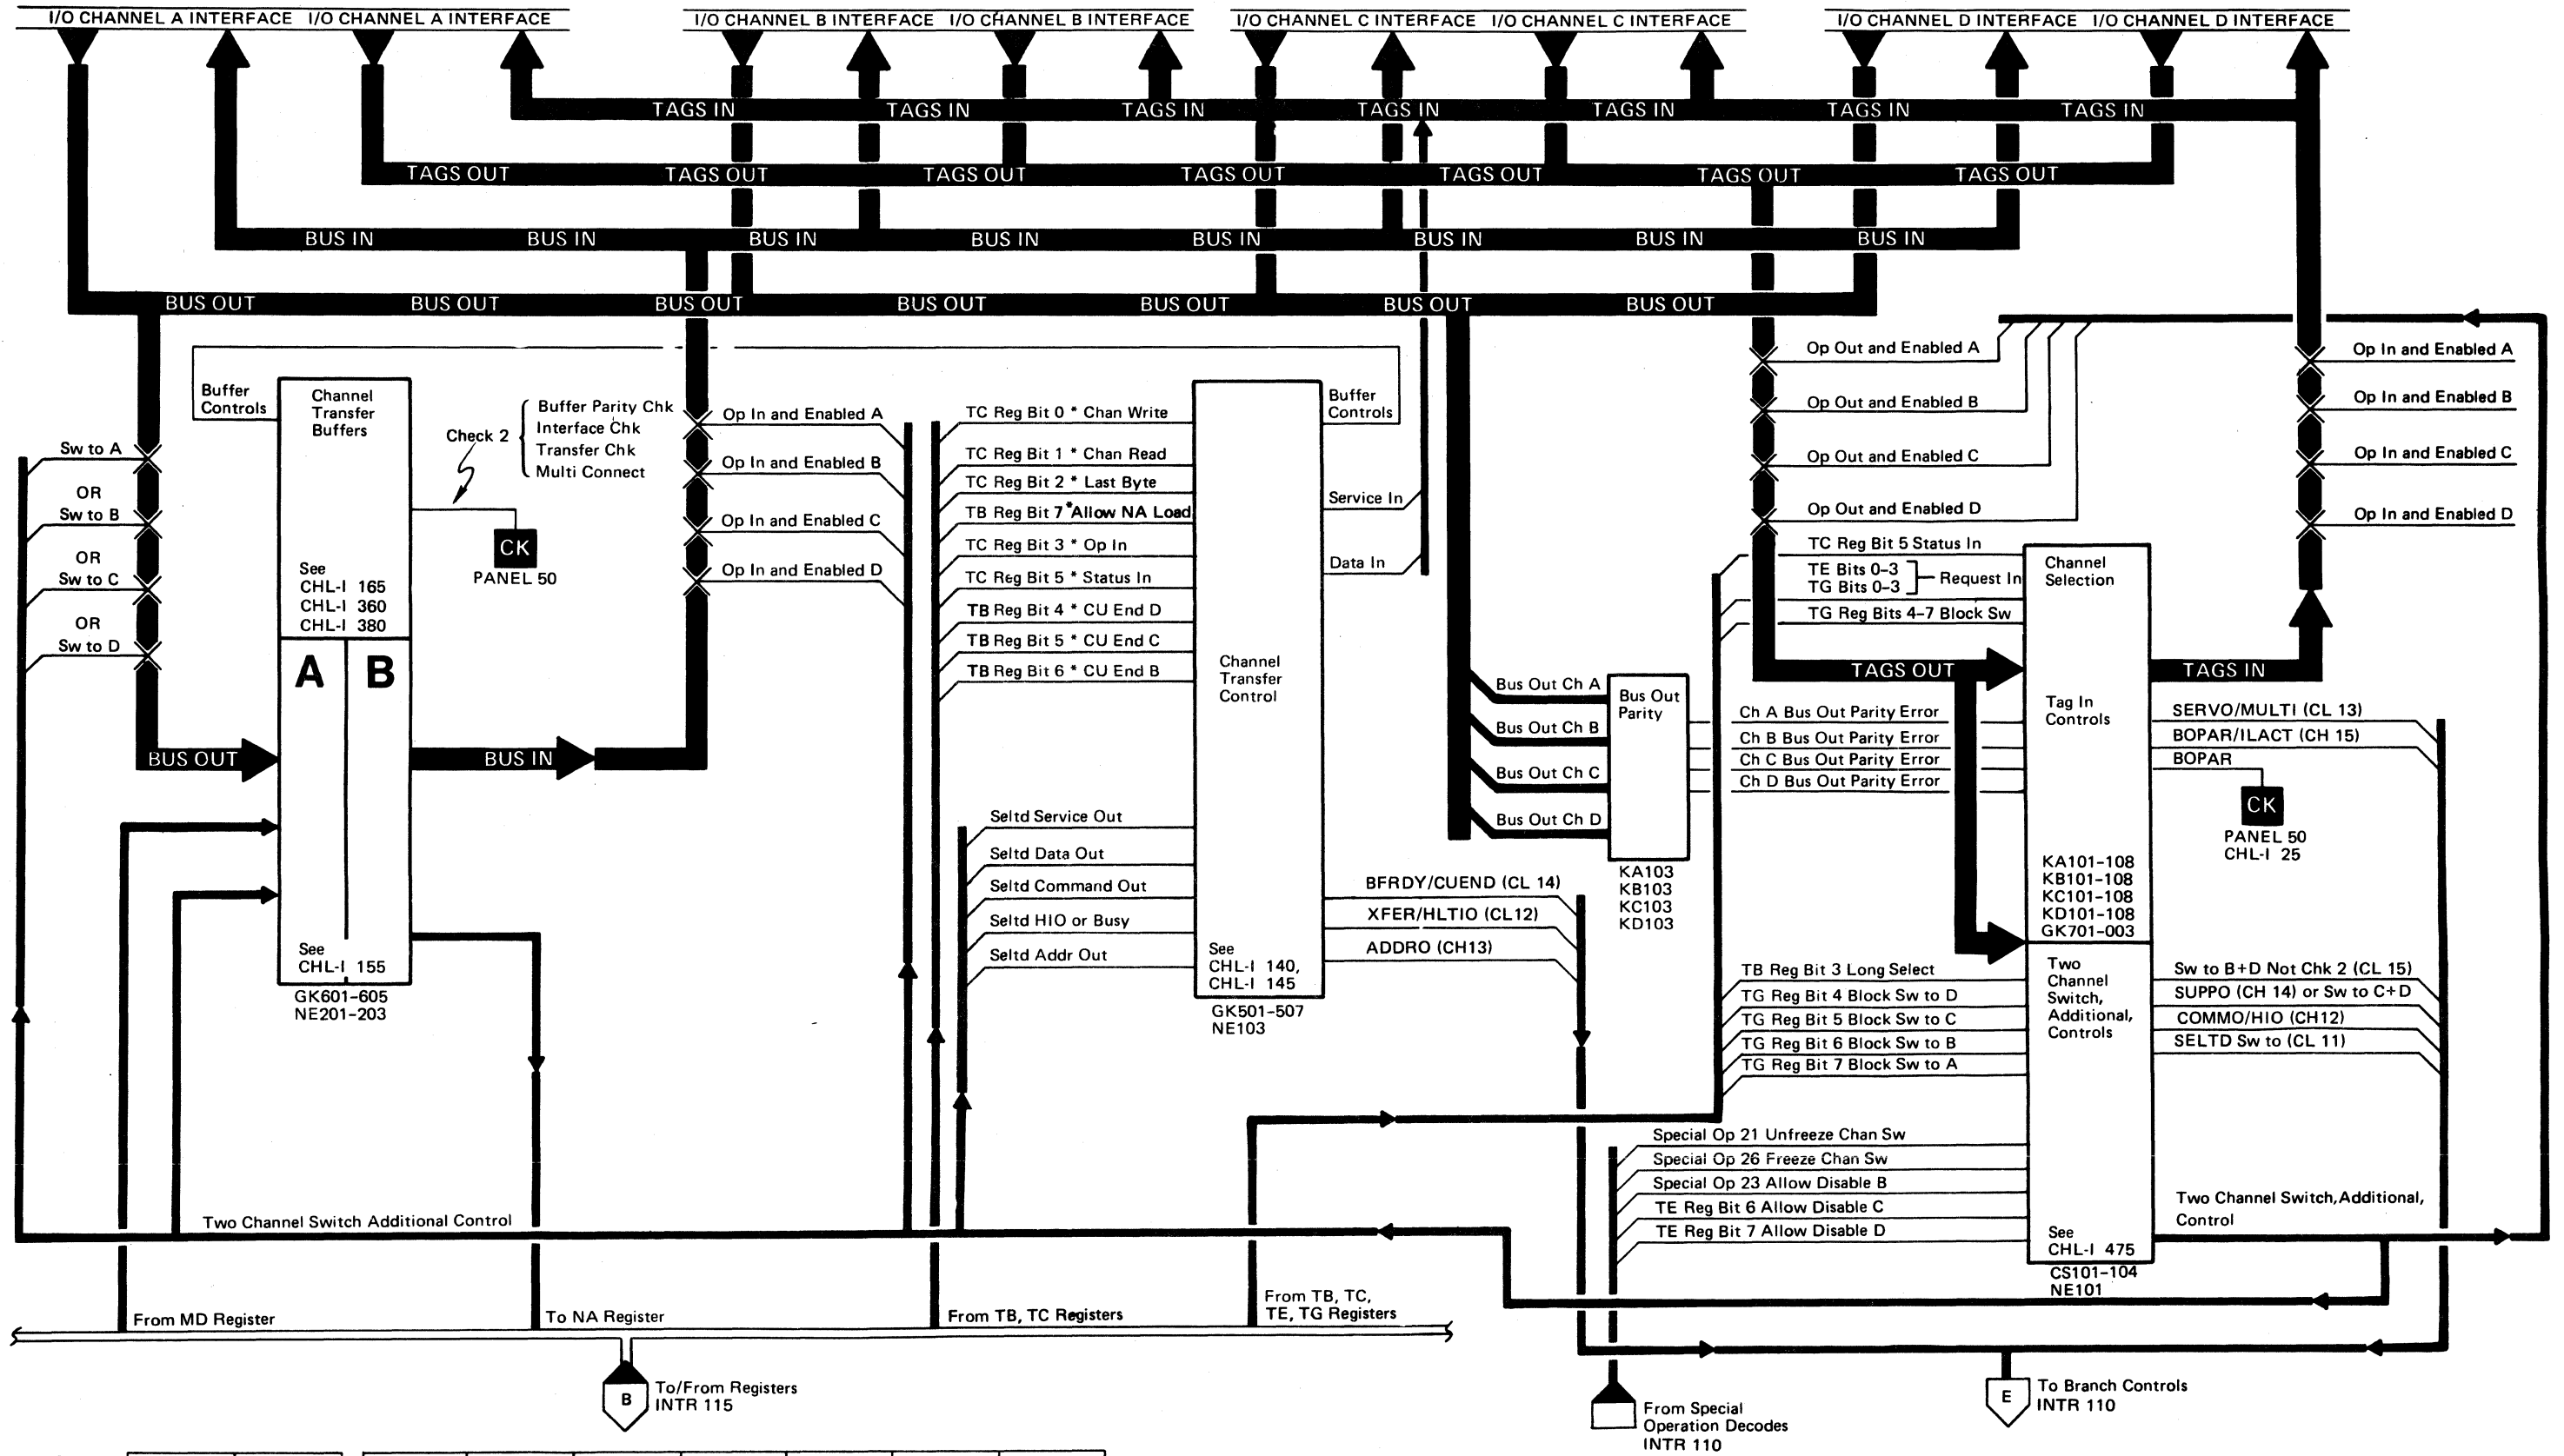 I/O CHANNEL A INTERFACE I/O CHANNEL A INTERFACE
I/O CHANNEL B INTERFACE I/O CHANNEL B INTERFACE
I/O CHANNEL C INTERFACE I/O CHANNEL C INTERFACE
I/O CHANNEL D INTERFACE I/O CHANNEL D INTERFACE
TAGS IN TAGS IN TAGS IN TAGS IN TAGS IN TAGS IN TAGS IN
TAGS OUT TAGS OUT TAGS OUT TAGS OUT TAGS OUT TAGS OUT TAGS OUT
BUS IN BUS IN BUS IN BUS IN BUS IN BUS IN BUS IN BUS IN
BUS OUT BUS OUT BUS OUT BUS OUT BUS OUT BUS OUT BUS OUT
Buffer
Controls
Sw to A
OR
Sw to B
OR
Sw to C
OR
Sw to D
BUS OUT
Channel
Transfer
Buffers
See
CHL-I 165
CHL-I 360
CHL-I 380
A B
See
CHL-I 155
GK601-605
NE201-203
Check 2
Buffer Parity Chk
Interface Chk
Transfer Chk
Multi Connect
CK
PANEL 50
BUS IN
Op In and Enabled A
Op In and Enabled B
Op In and Enabled C
Op In and Enabled D
TC Reg Bit 0 * Chan Write
TC Reg Bit 1 * Chan Read
TC Reg Bit 2 * Last Byte
TB Reg Bit 7 * Allow NA Load
TC Reg Bit 3 * Op In
TC Reg Bit 5 * Status In
TB Reg Bit 4 * CU End D
TB Reg Bit 5 * CU End C
TB Reg Bit 6 * CU End B
Seltd Service Out
Seltd Data Out
Seltd Command Out
Seltd HIO or Busy
Seltd Addr Out
Channel
Transfer
Control
See
CHL-I 140,
CHL-I 145
GK501-507
NE103
Buffer
Controls
Service In
Data In
BFRDY/CUEND (CL 14)
XFER/HLTIO (CL12)
ADDRO (CH13)
Bus Out Ch A
Bus Out Ch B
Bus Out Ch C
Bus Out Ch D
Bus Out
Parity
KA103
KB103
KC103
KD103
Op Out and Enabled A
Op Out and Enabled B
Op Out and Enabled C
Op Out and Enabled D
TC Reg Bit 5 Status In
TE Bits 0-3
TG Bits 0-3
Request In
TG Reg Bits 4-7 Block Sw
TAGS OUT
Ch A Bus Out Parity Error
Ch B Bus Out Parity Error
Ch C Bus Out Parity Error
Ch D Bus Out Parity Error
TB Reg Bit 3 Long Select
TG Reg Bit 4 Block Sw to D
TG Reg Bit 5 Block Sw to C
TG Reg Bit 6 Block Sw to B
TG Reg Bit 7 Block Sw to A
Special Op 21 Unfreeze Chan Sw
Special Op 26 Freeze Chan Sw
Special Op 23 Allow Disable B
TE Reg Bit 6 Allow Disable C
TE Reg Bit 7 Allow Disable D
Channel
Selection
Tag In
Controls
KA101-108
KB101-108
KC101-108
KD101-108
GK701-003
Two
Channel
Switch,
Additional,
Controls
See
CHL-I 475
CS101-104
NE101
Op In and Enabled A
Op In and Enabled B
Op In and Enabled C
Op In and Enabled D
TAGS IN
SERVO/MULTI (CL 13)
BOPAR/ILACT (CH 15)
BOPAR
CK
PANEL 50
CHL-I 25
Sw to B+D Not Chk 2 (CL 15)
SUPPO (CH 14) or Sw to C+D
COMMO/HIO (CH12)
SELTD Sw to (CL 11)
Two Channel Switch, Additional,
Control
Two Channel Switch Additional Control
From MD Register
To NA Register
From TB, TC Registers
From TB, TC,
TE, TG Registers
B
To/From Registers
INTR 115
From Special
Operation Decodes
INTR 110
E
To Branch Controls
INTR 110